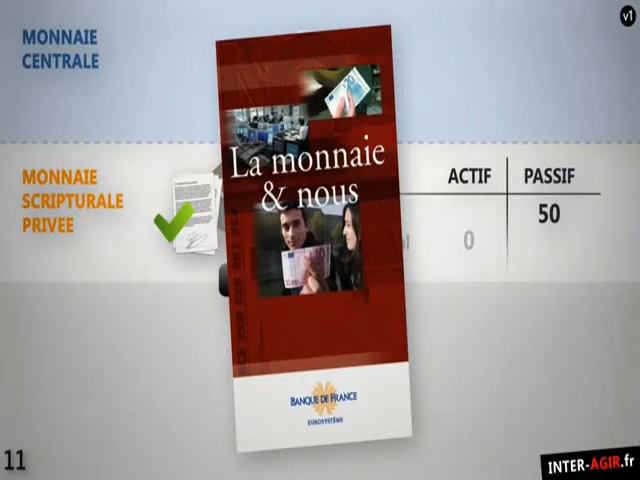 v1
MONNAIE
CENTRALE
La monnaie
& nous
MONNAIE
SCRIPTURALE
PRIVEE
ACTIF PASSIF
50
0
BANQUE DE FRANCE
EUROSYSTÈME
11
INTER-AGIR.fr